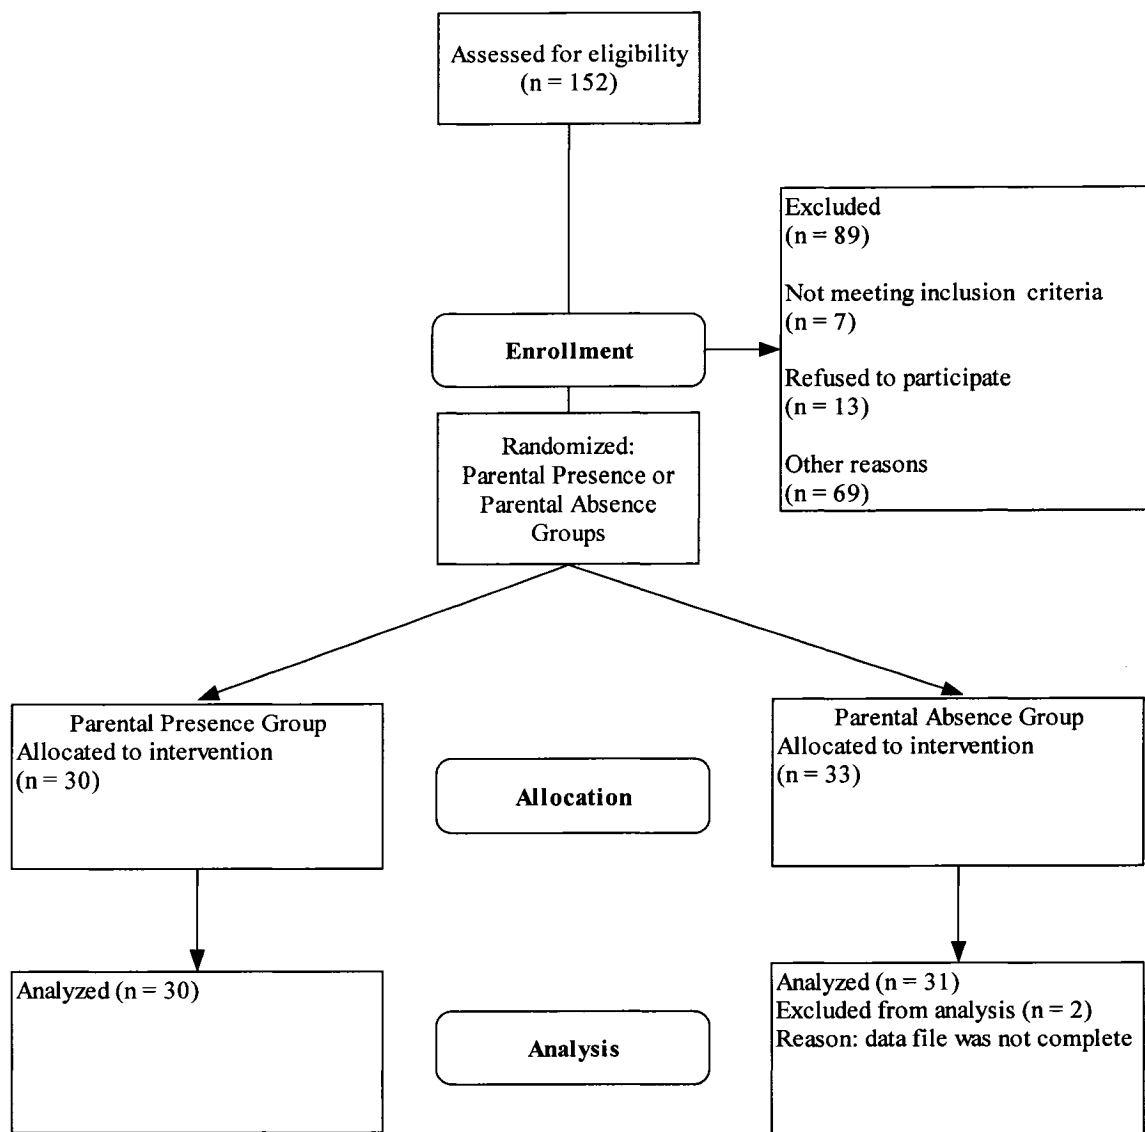 Assessed for eligibility
(n = 152)
Excluded
(n = 89)
Not meeting inclusion criteria
(n = 7)
Refused to participate
(n = 13)
Other reasons
(n = 69)
Enrollment
Randomized:
Parental Presence or
Parental Absence
Groups
Parental Presence Group
Allocated to intervention
(n = 30)
Allocation
Parental Absence Group
Allocated to intervention
(n = 33)
Analyzed (n = 30)
Analysis
Analyzed (n = 31)
Excluded from analysis (n = 2)
Reason: data file was not complete